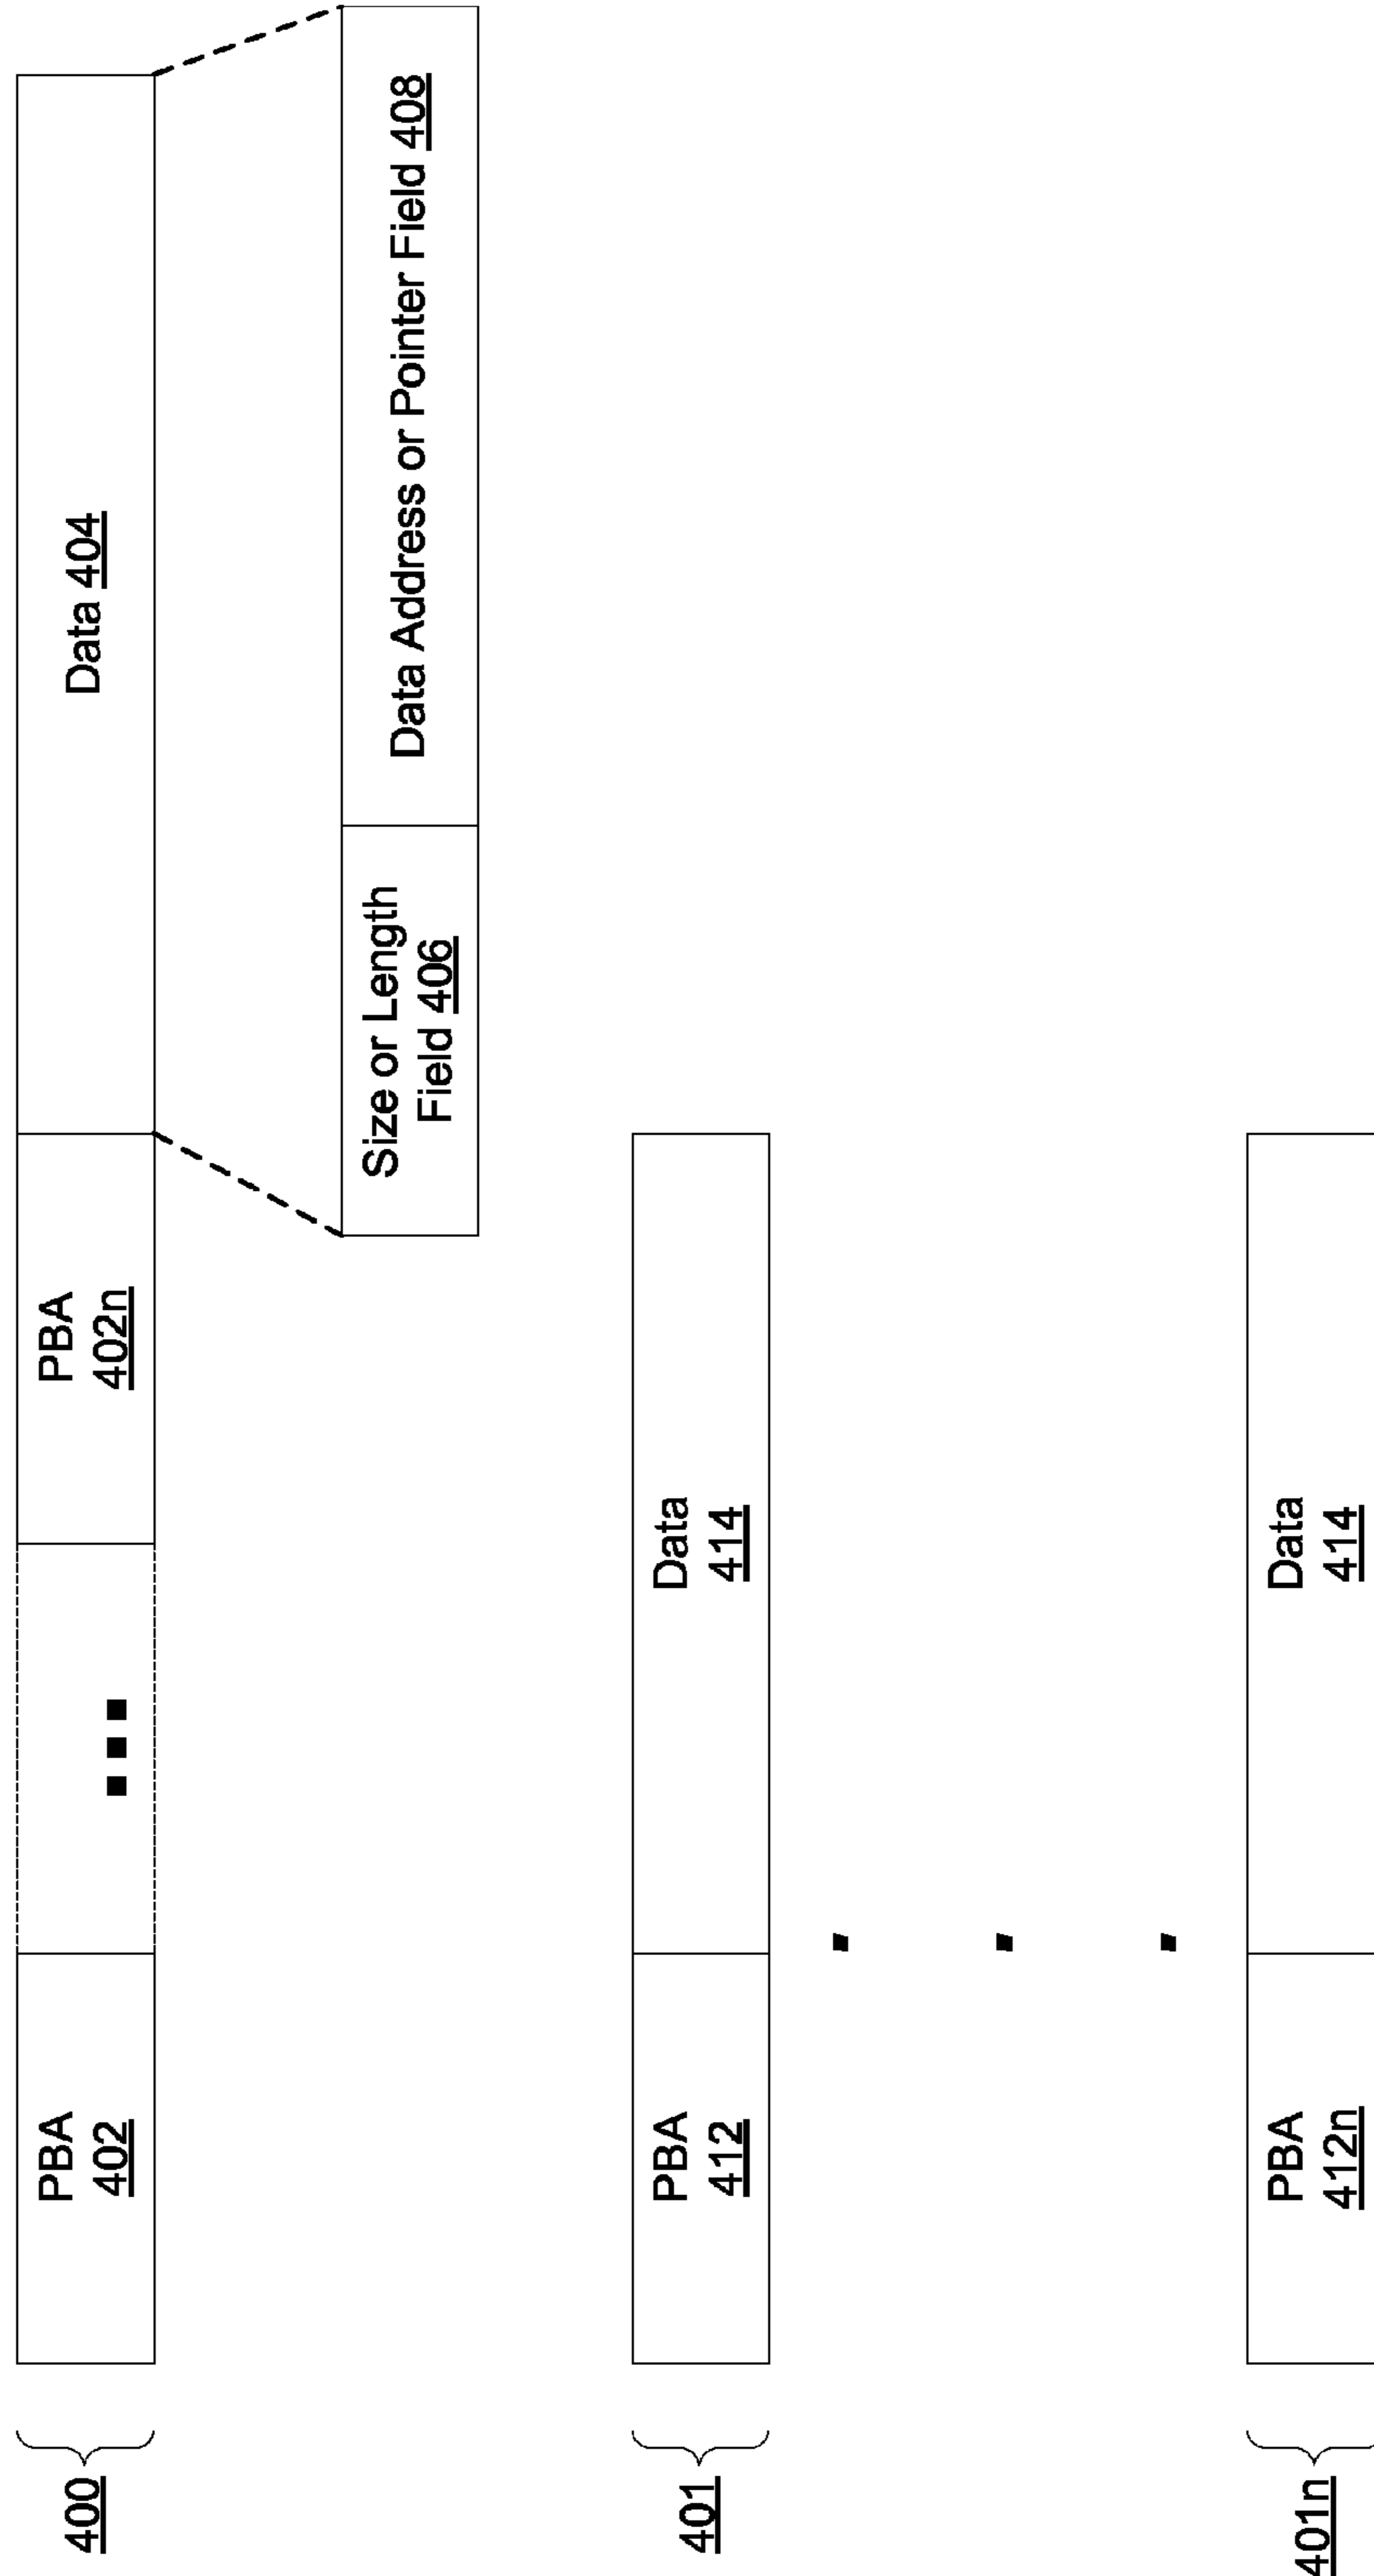 400
PBA
402
PBA
402n
Data 404
Size or Length
Field 406
Data Address or Pointer Field 408
401
PBA
412
Data
414
401n
PBA
412n
Data
414